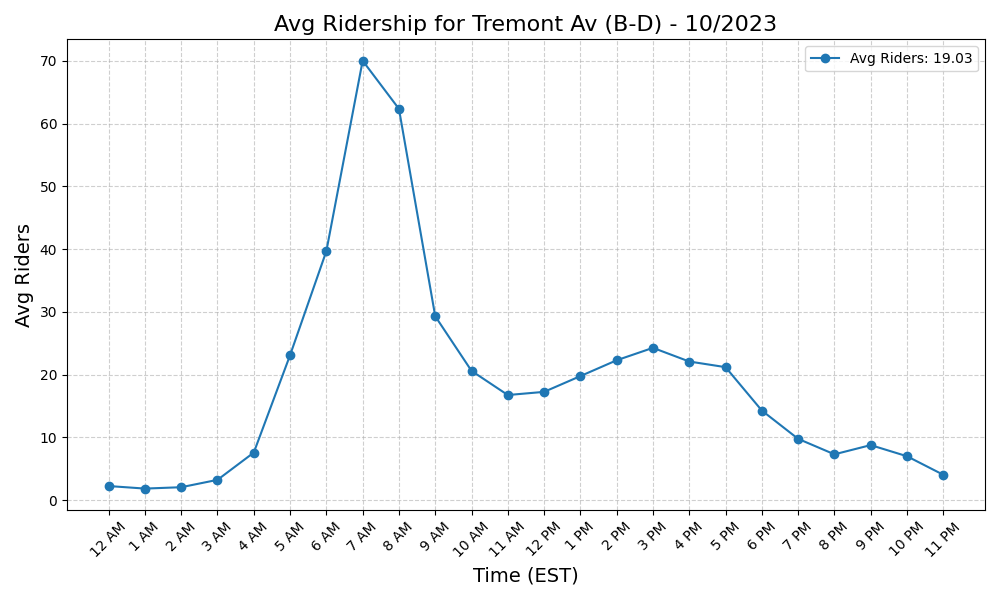 Avg Ridership for Tremont Av (B-D) - 10/2023
Avg Riders: 19.03
Avg Riders
70
60
50
40
30
20
10
0
12 AM
1 AM
2 AM
3 AM
4 AM
5 AM
6 AM
7 AM
8 AM
9 AM
10 AM
11 AM
12 PM
1 PM
2 PM
3 PM
4 PM
5 PM
6 PM
7 PM
8 PM
9 PM
10 PM
11 PM
Time (EST)